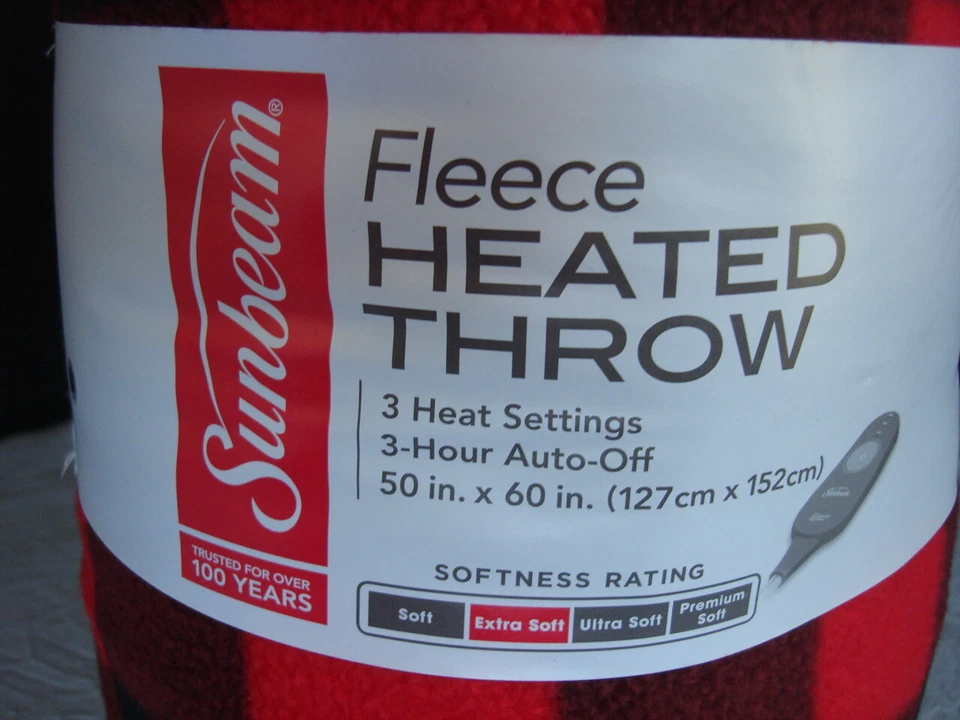 Sunbeam®
TRUSTED FOR OVER
100 YEARS
Fleece
HEATED
THROW
3 Heat Settings
3-Hour Auto-Off
50 in. x 60 in. (127cm x 152cm)
Sunbeam
SOFTNESS RATING
Soft
Extra Soft
Ultra Soft
Premium
Soft